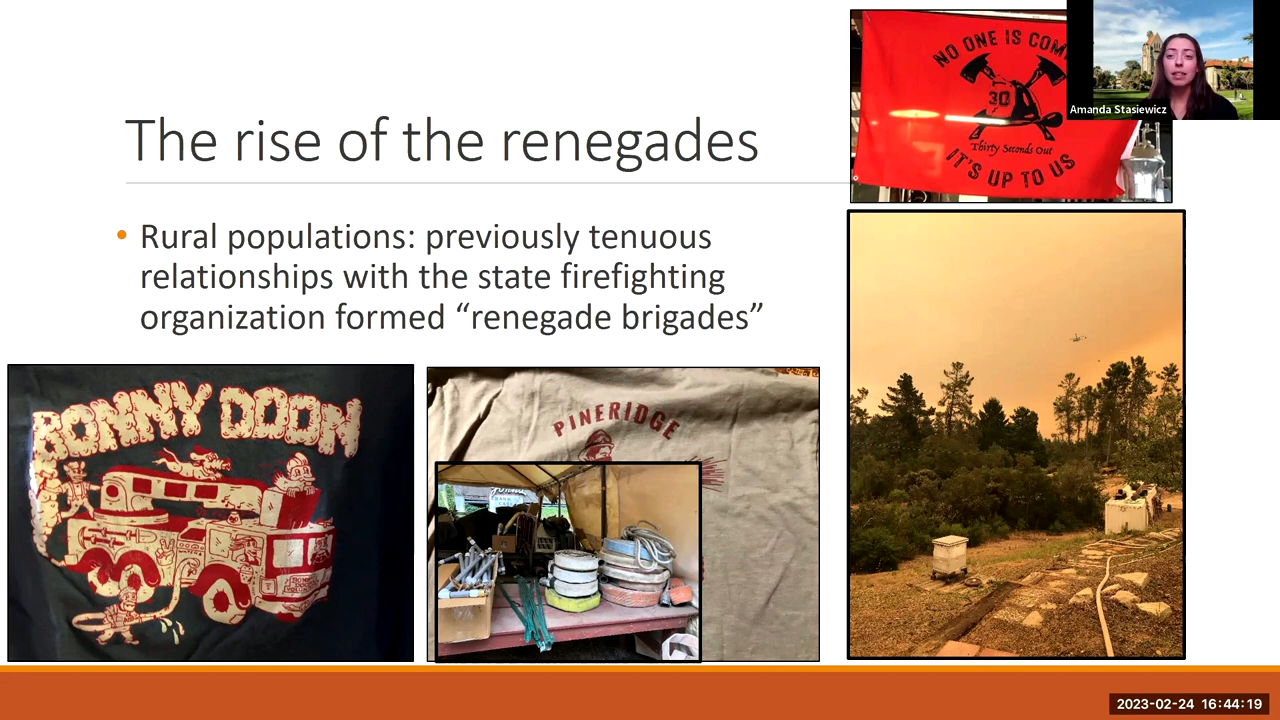 NO ONE IS COM
30
Thirty Seconds Out
IT'S UP TO US
Amanda Stasiewicz
The rise of the renegades
• Rural populations: previously tenuous
relationships with the state firefighting
organization formed “renegade brigades”
BONNY DOON
PINERIDGE
2023-02-24 16:44:19